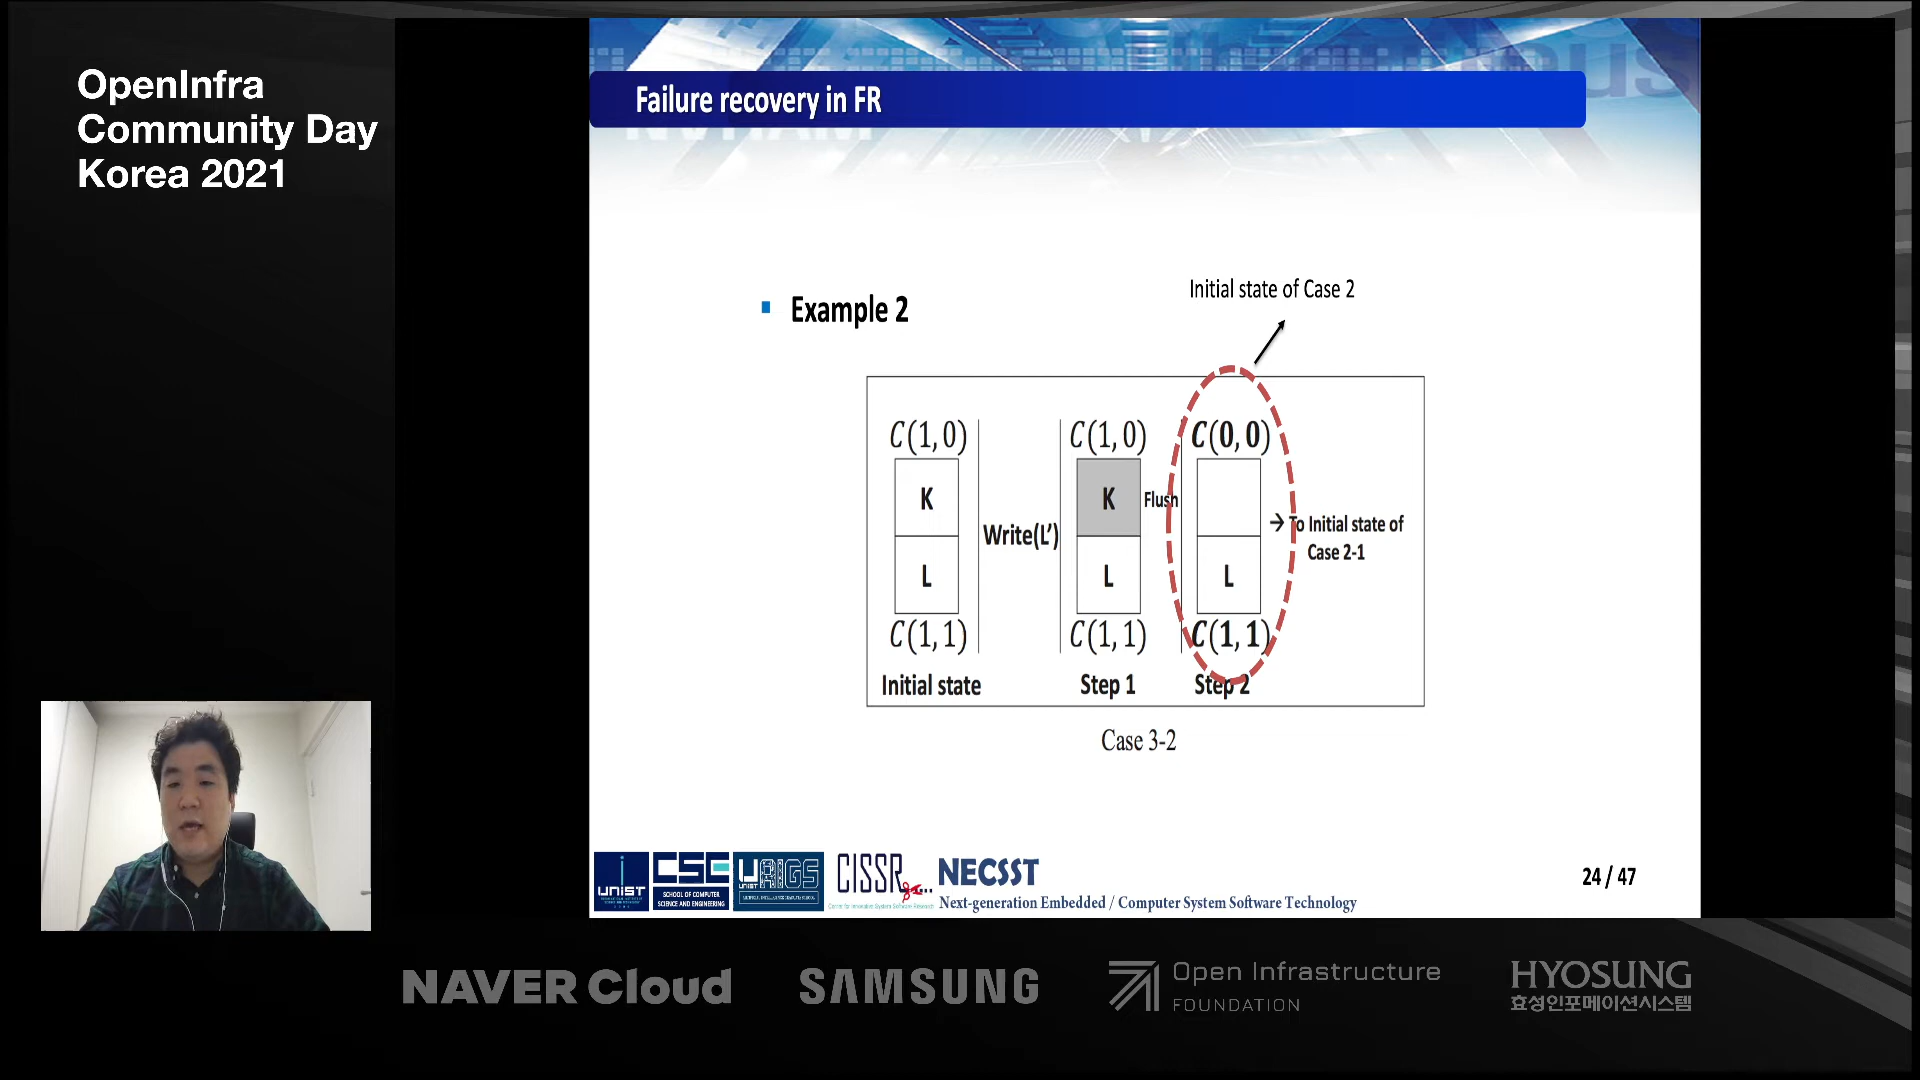 OpenInfra
Community Day
Korea 2021
Failure recovery in FR
Initial state of Case 2
▪ Example 2
C(1,0)
C(1,0)
C(0,0)
K
K
Flush
Write(L’)
→ To Initial state of
Case 2-1
L
L
L
C(1,1)
C(1,1)
C(1,1)
Initial state
Step 1
Step 2
Case 3-2
UNIST
CSE
SCHOOL OF COMPUTER
SCIENCE AND ENGINEERING
UNIST
AIGS
CISSR
NECSST
Next-generation Embedded / Computer System Software Technology
24 / 47
NAVER Cloud
SAMSUNG
Open Infrastructure
FOUNDATION
HYOSUNG
효성인포메이션시스템